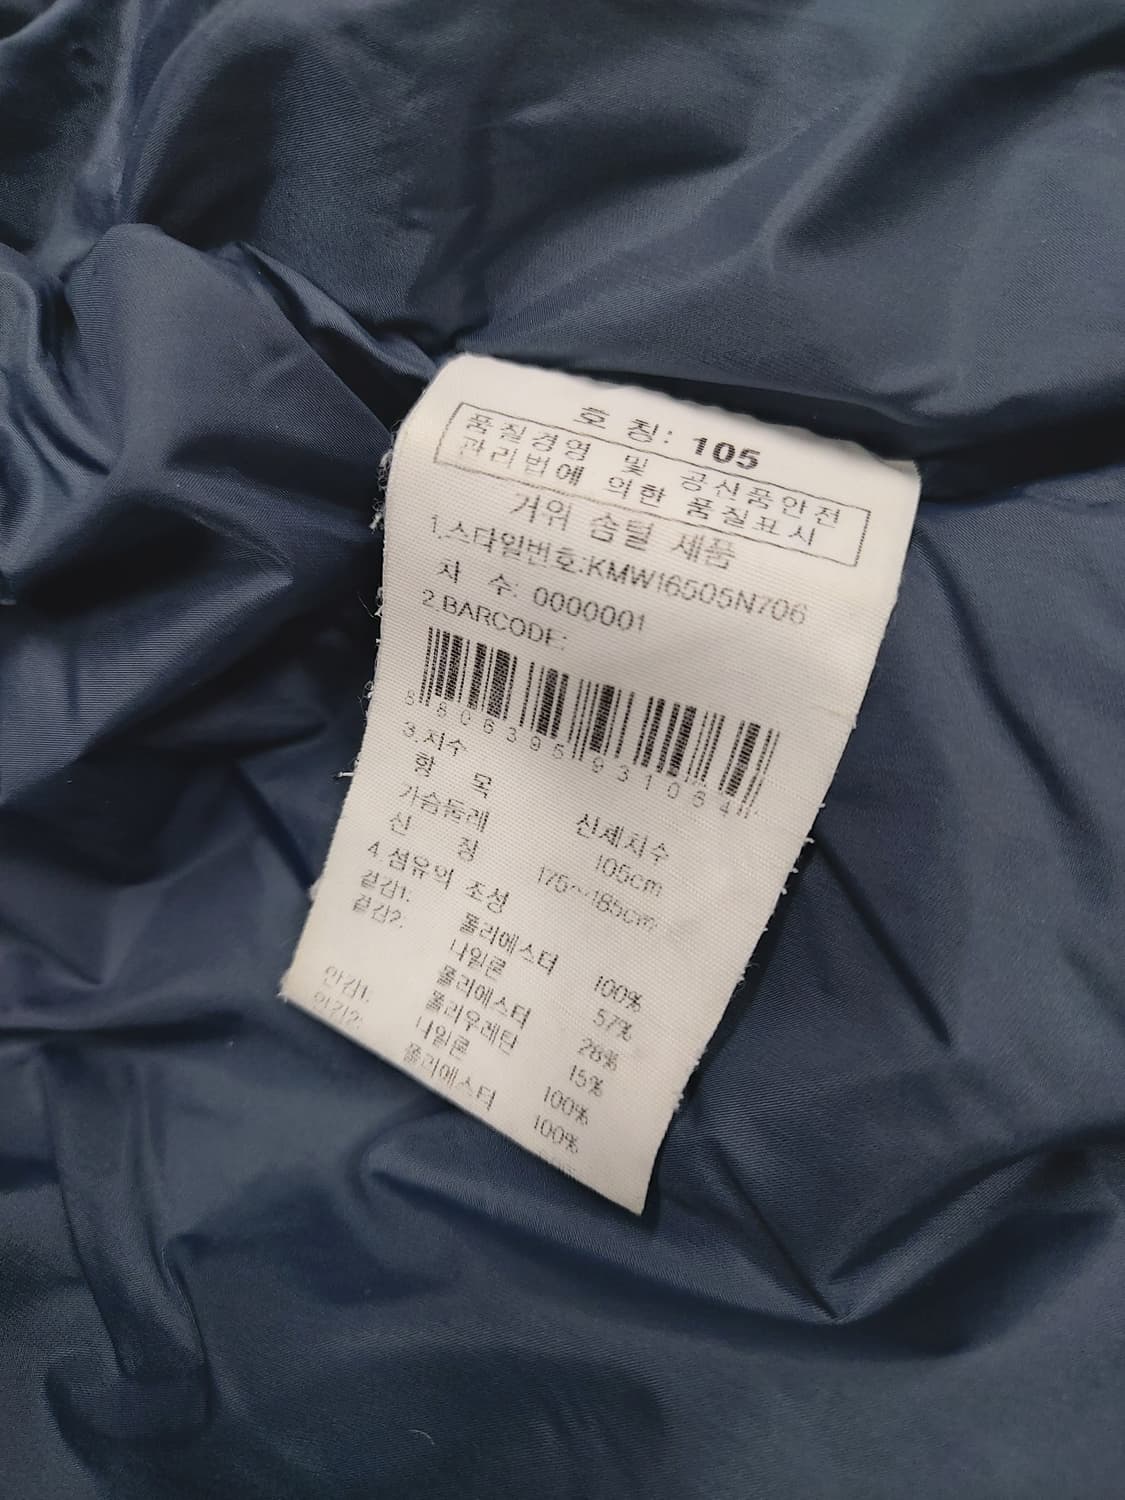 호 칭: 105
품질경영 및 공산품안전
관리법에 의한 품질표시
거위 솜털 제품
1.스타일번호:KMW16505N706
차 수: 0000001
2.BARCODE:
8806395931064
3.치수
항 목 신체치수
가슴둘레 105cm
신 장 175~185cm
4.섬유의 조성
겉감1: 폴리에스터 100%
겉감2: 나일론 57%
폴리에스터 28%
폴리우레탄 15%
안감1: 나일론 100%
안감2: 폴리에스터 100%